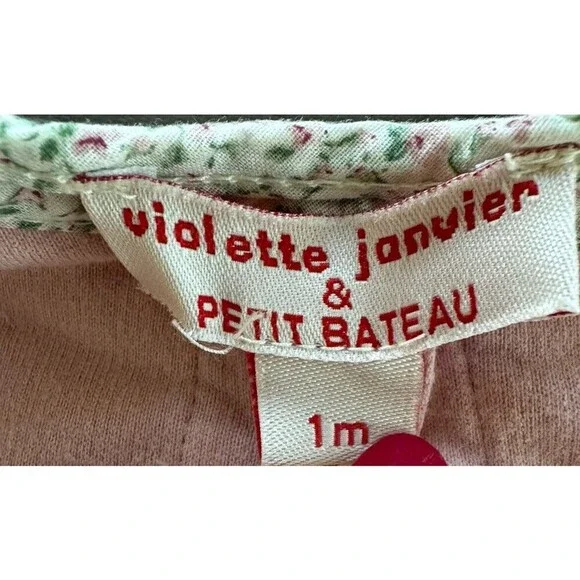 violette janvier
&
PETIT BATEAU
1m